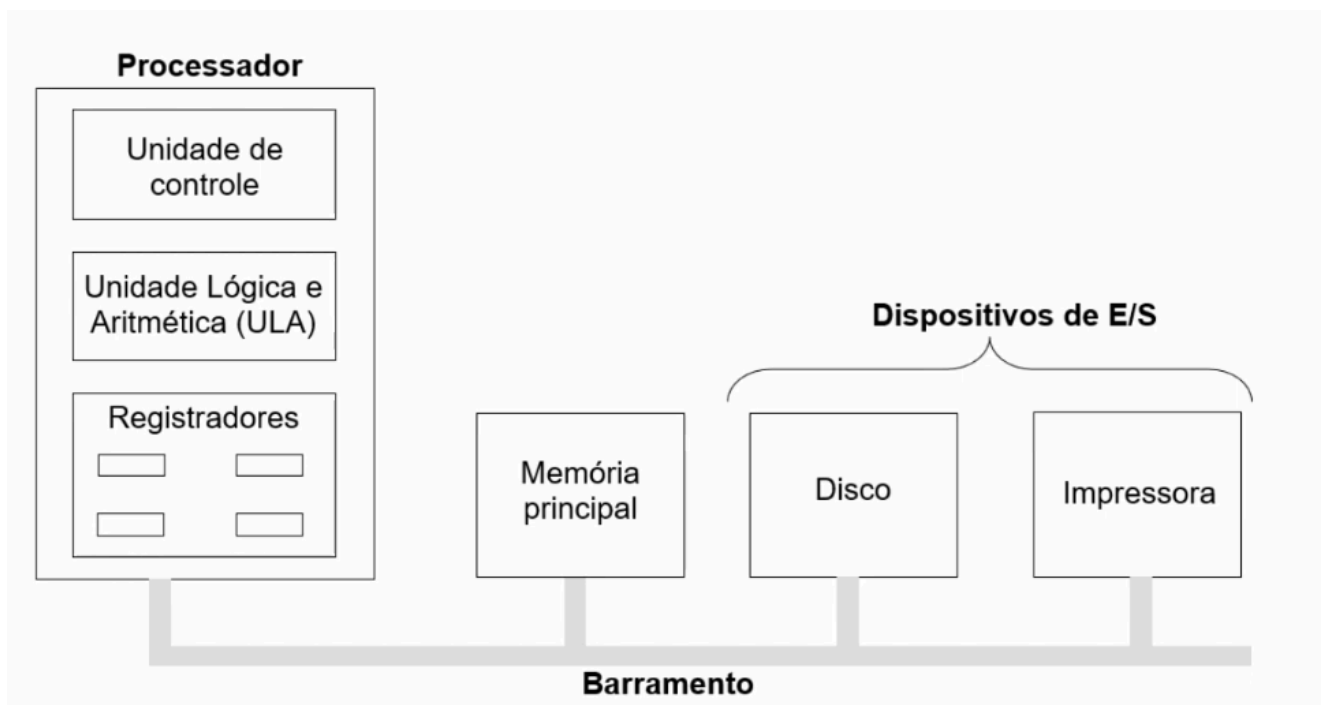 Processador
Unidade de
controle
Unidade Lógica e
Aritmética (ULA)
Registradores
Dispositivos de E/S
Memória
principal
Disco
Impressora
Barramento